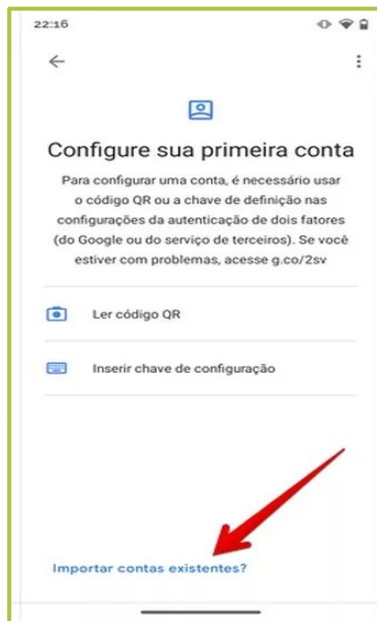 22:16
Configure sua primeira conta
Para configurar uma conta, é necessário usar
o código QR ou a chave de definição nas
configurações da autenticação de dois fatores
(do Google ou do serviço de terceiros). Se você
estiver com problemas, acesse g.co/2sv
Ler código QR
Inserir chave de configuração
Importar contas existentes?